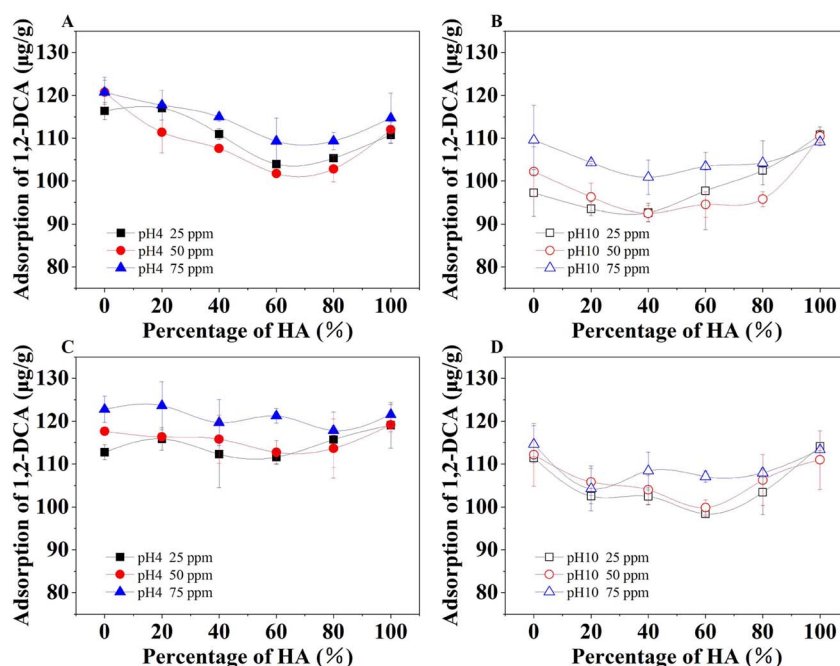 A
Adsorption of 1,2-DCA (μg/g)
130
120
110
100
90
80
pH4 25 ppm
pH4 50 ppm
pH4 75 ppm
0 20 40 60 80 100
Percentage of HA (%)
B
Adsorption of 1,2-DCA (μg/g)
130
120
110
100
90
80
pH10 25 ppm
pH10 50 ppm
pH10 75 ppm
0 20 40 60 80 100
Percentage of HA (%)
C
Adsorption of 1,2-DCA (μg/g)
130
120
110
100
90
80
pH4 25 ppm
pH4 50 ppm
pH4 75 ppm
0 20 40 60 80 100
Percentage of HA (%)
D
Adsorption of 1,2-DCA (μg/g)
130
120
110
100
90
80
pH10 25 ppm
pH10 50 ppm
pH10 75 ppm
0 20 40 60 80 100
Percentage of HA (%)